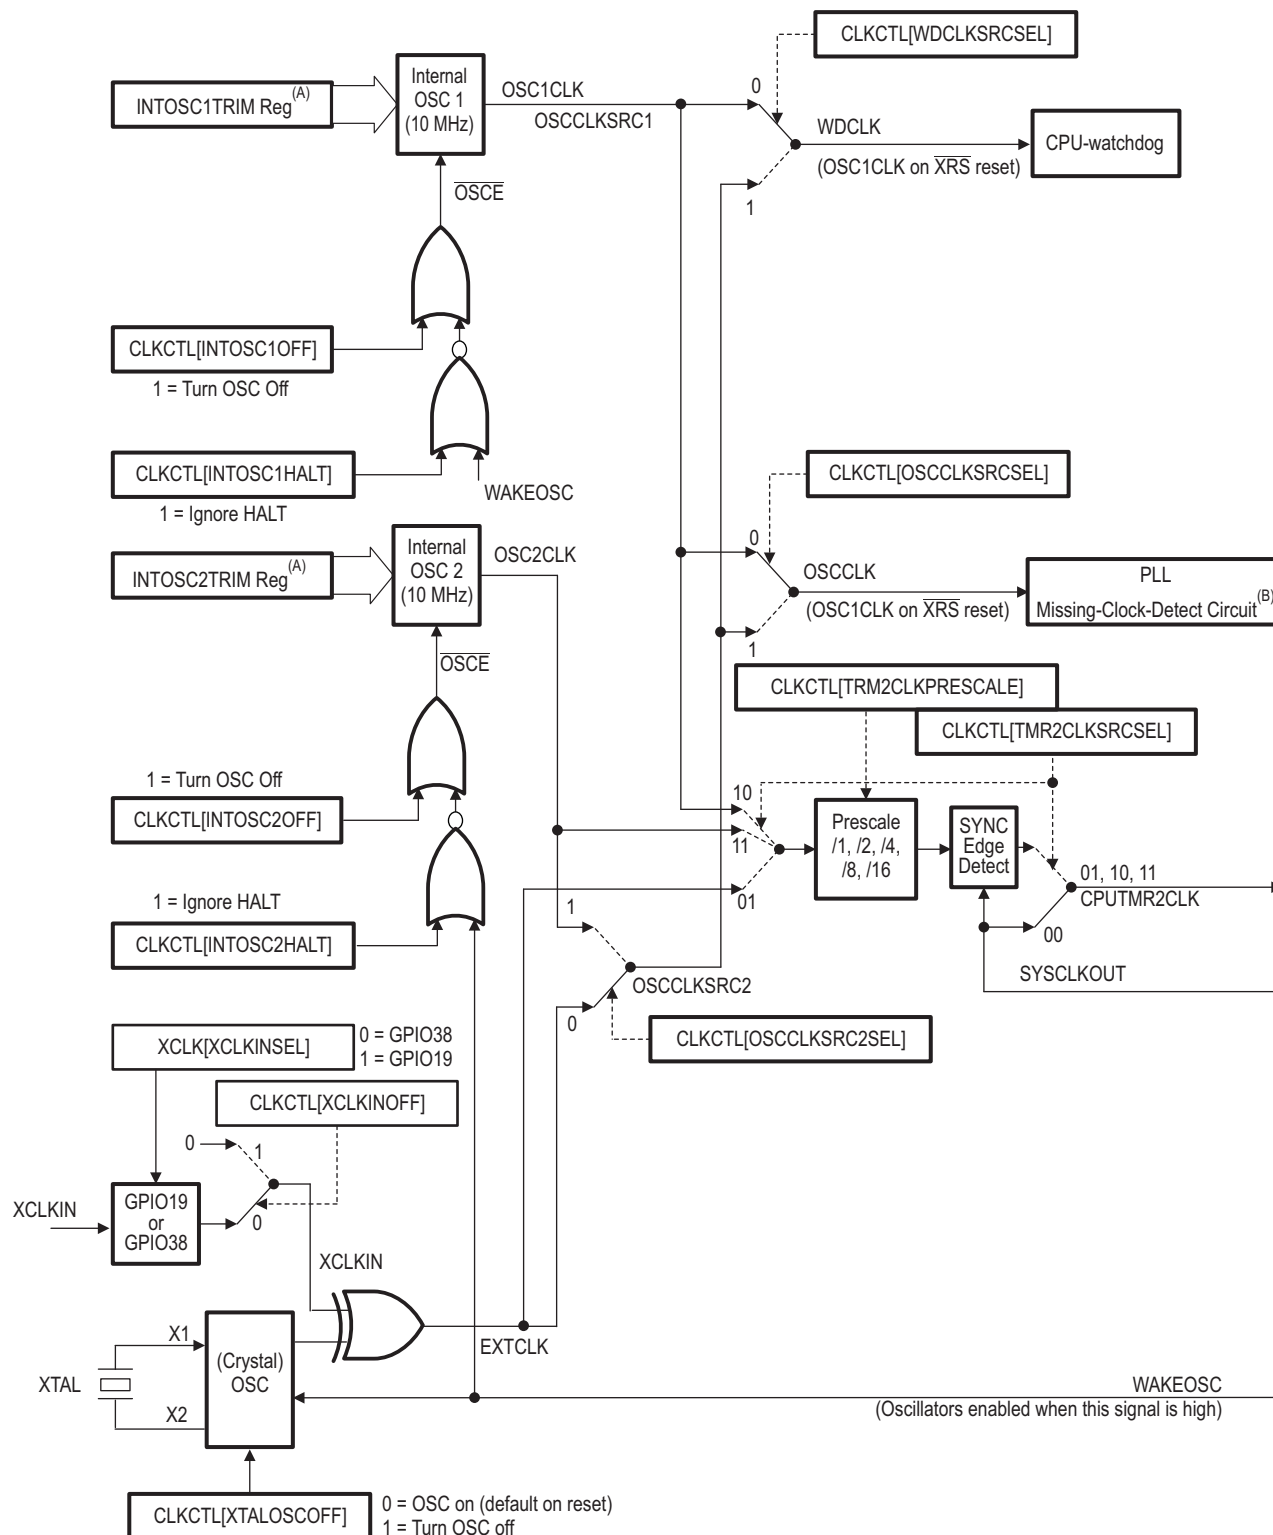 CLKCTL[WDCLKSRCSEL]
Internal
OSC 1
(10 MHz)
INTOSC1TRIM Reg(A)
OSC1CLK
OSCCLKSRC1
0
WDCLK
(OSC1CLK on XRS reset)
CPU-watchdog
1
OSCE
CLKCTL[INTOSC1OFF]
1 = Turn OSC Off
CLKCTL[INTOSC1HALT]
1 = Ignore HALT
WAKEOSC
CLKCTL[OSCCLKSRCSEL]
Internal
OSC 2
(10 MHz)
INTOSC2TRIM Reg(A)
OSC2CLK
0
OSCCLK
(OSC1CLK on XRS reset)
PLL
Missing-Clock-Detect Circuit(B)
1
OSCE
CLKCTL[TRM2CLKPRESCALE]
CLKCTL[TMR2CLKSRCSEL]
1 = Turn OSC Off
CLKCTL[INTOSC2OFF]
10
11
01
Prescale
/1, /2, /4,
/8, /16
SYNC
Edge
Detect
01, 10, 11
CPUTMR2CLK
00
SYSCLKOUT
1 = Ignore HALT
CLKCTL[INTOSC2HALT]
1
OSCCLKSRC2
0
CLKCTL[OSCCLKSRC2SEL]
XCLK[XCLKINSEL]
0 = GPIO38
1 = GPIO19
CLKCTL[XCLKINOFF]
0
1
0
XCLKIN
GPIO19
or
GPIO38
XCLKIN
EXTCLK
X1
XTAL
X2
(Crystal)
OSC
WAKEOSC
(Oscillators enabled when this signal is high)
CLKCTL[XTALOSCOFF]
0 = OSC on (default on reset)
1 = Turn OSC off